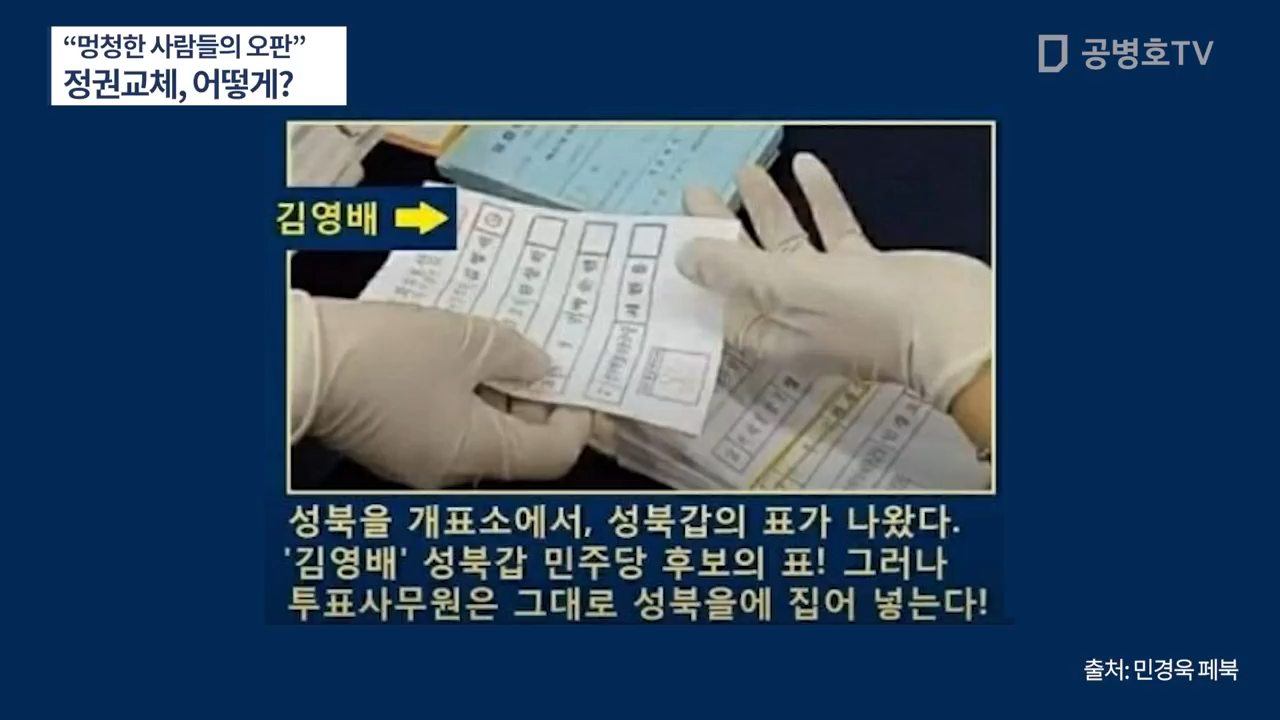 “멍청한 사람들의 오판”
정권교체, 어떻게?
공병호TV
김영배
성북을 개표소에서, 성북갑의 표가 나왔다.
'김영배' 성북갑 민주당 후보의 표! 그러나
투표사무원은 그대로 성북을에 집어 넣는다!
출처: 민경욱 페북